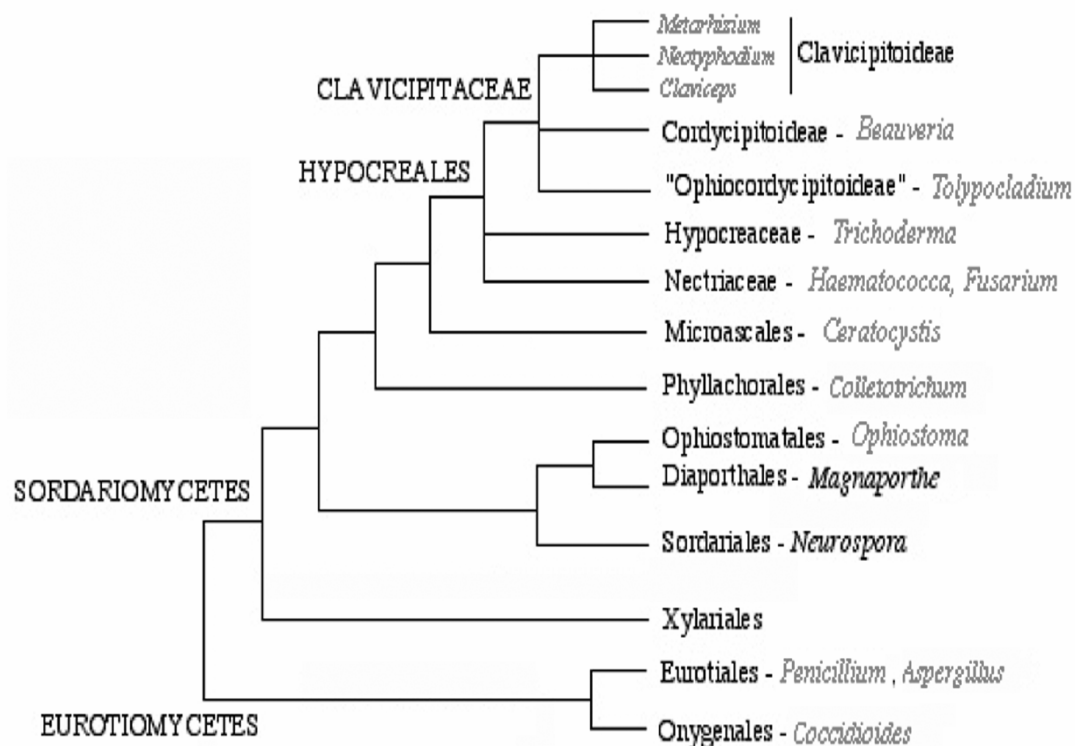 Metarhizium
Neotyphodium
Claviceps
Clavicipitoideae
CLAVICIPITACEAE
Cordycipitoideae - Beauveria
HYPOCREALES
"Ophiocordycipitoideae" - Tolypocladium
Hypocreaceae - Trichoderma
Nectriaceae - Haematococca, Fusarium
Microascales - Ceratocystis
Phyllachorales - Colletotrichum
Ophiostomatales - Ophiostoma
Diaporthales - Magnaporthe
SORDARIOMYCETES
Sordariales - Neurospora
Xylariales
Eurotiales - Penicillium , Aspergillus
EUROTIOMYCETES
Onygenales - Coccidioides